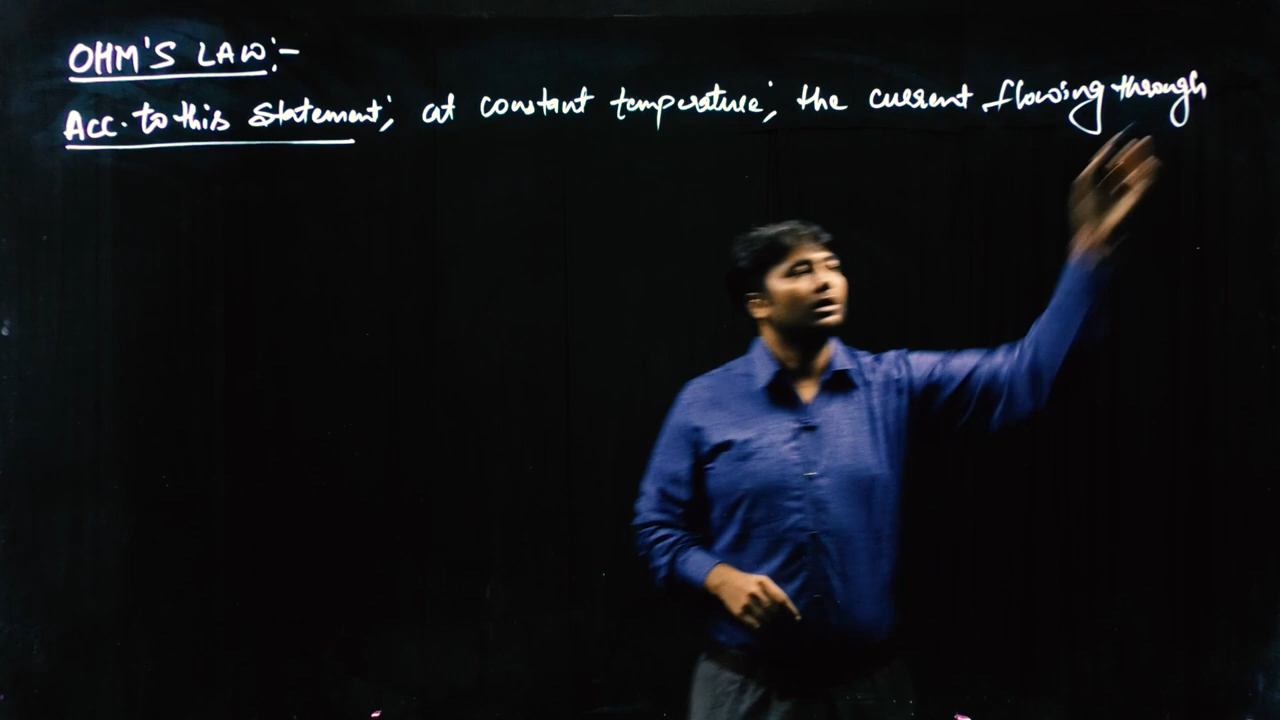 OHM'S LAW:-
Acc. to this statement; at constant temperature; the current flowing through